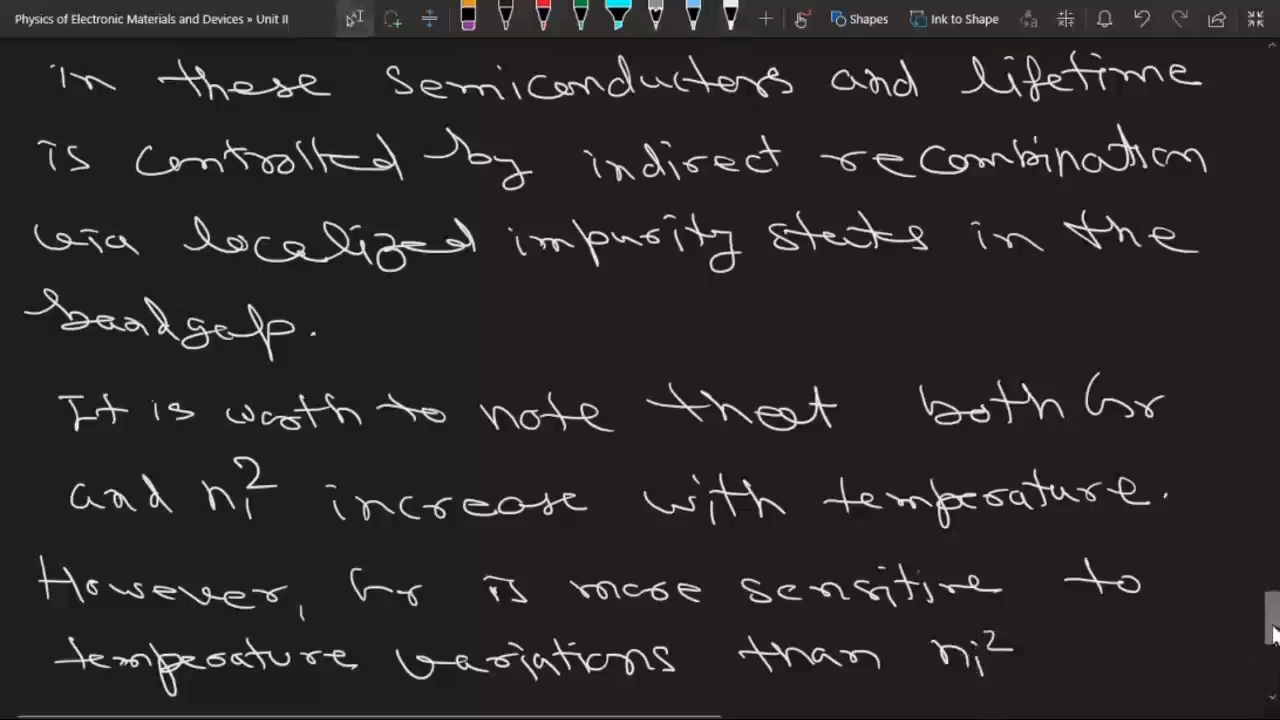 Physics of Electronic Materials and Devices » Unit II
Shapes
Ink to Shape
in these semiconductors and lifetime
is controlled by indirect recombination
via localized impurity states in the
bandgap.
It is worth to note that both Gr
and ni² increase with temperature.
However, Gr is more sensitive to
temperature variations than ni²